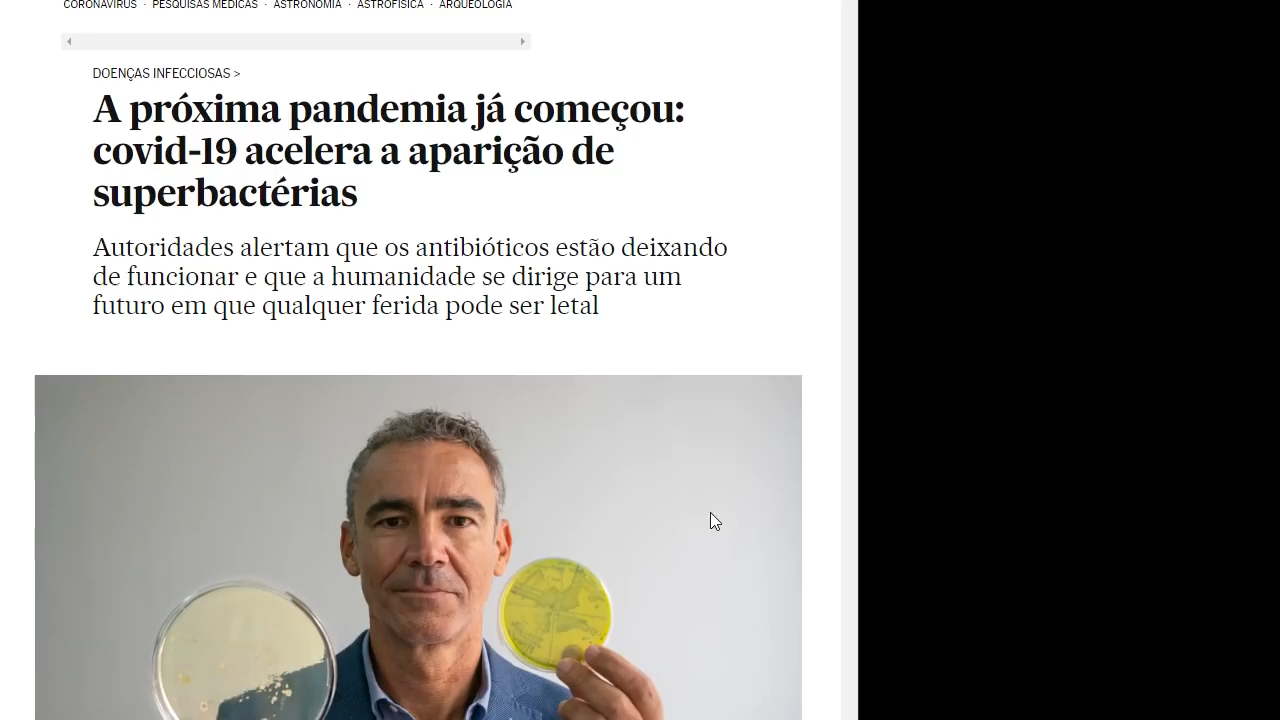 CORONAVÍRUS · PESQUISAS MÉDICAS · ASTRONOMIA · ASTROFÍSICA · ARQUEOLOGIA
DOENÇAS INFECCIOSAS >
A próxima pandemia já começou:
covid-19 acelera a aparição de
superbactérias
Autoridades alertam que os antibióticos estão deixando
de funcionar e que a humanidade se dirige para um
futuro em que qualquer ferida pode ser letal